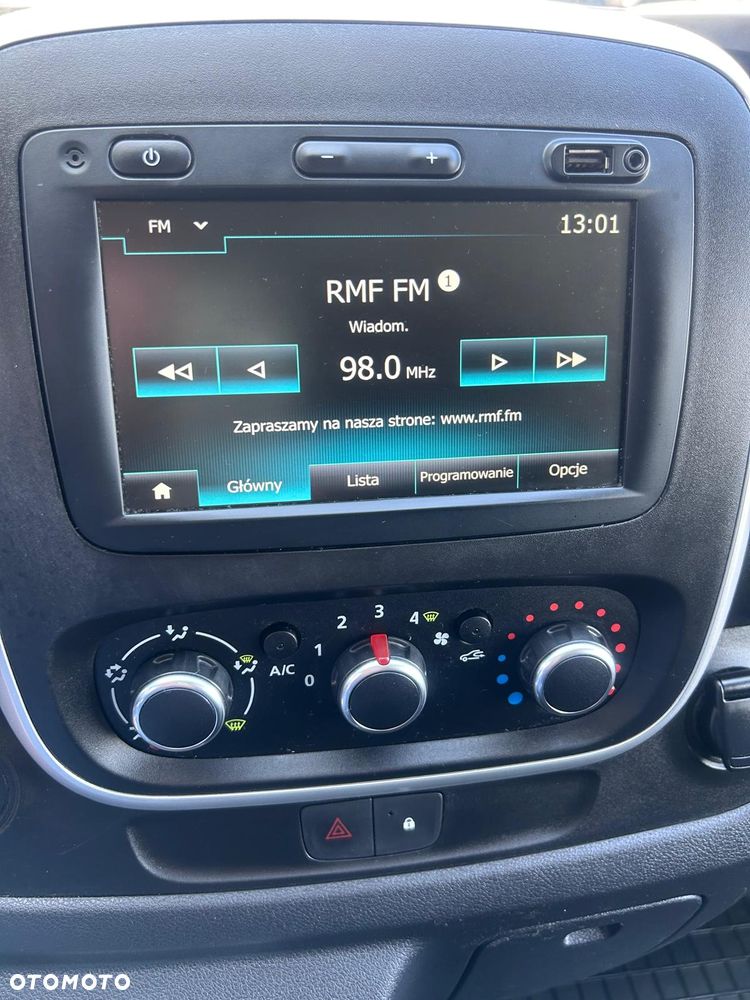 FM 13:01
RMF FM 1
Wiadom.
98.0 MHz
Zapraszamy na nasza strone: www.rmf.fm
Główny Lista Programowanie Opcje
A/C 0 1 2 3 4
OTOMOTO